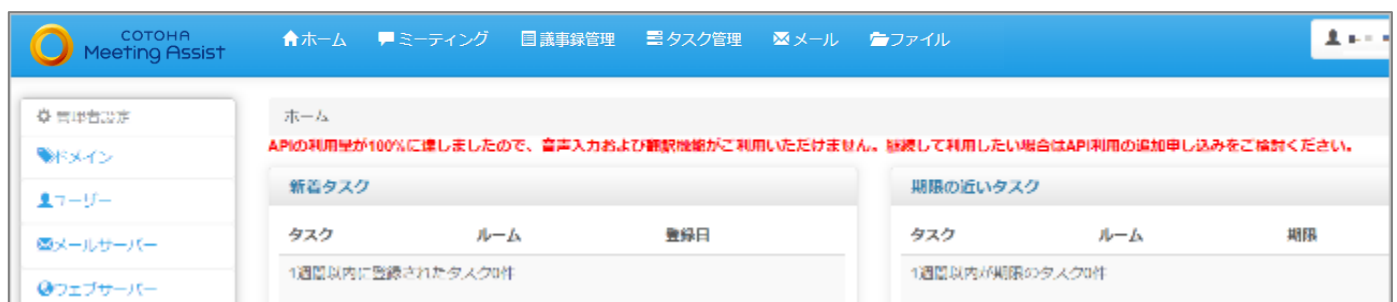 COTOHA
Meeting Assist
ホーム ミーティング 議事録管理 タスク管理 メール ファイル
管理者設定
ドメイン
ユーザー
メールサーバー
ウェブサーバー
ホーム
APIの利用量が100%に達しましたので、音声入力および翻訳機能がご利用いただけません。継続して利用したい場合はAPI利用の追加申し込みをご検討ください。
新着タスク
タスク ルーム 登録日
1週間以内に登録されたタスク0件
期限の近いタスク
タスク ルーム 期限
1週間以内が期限のタスク0件